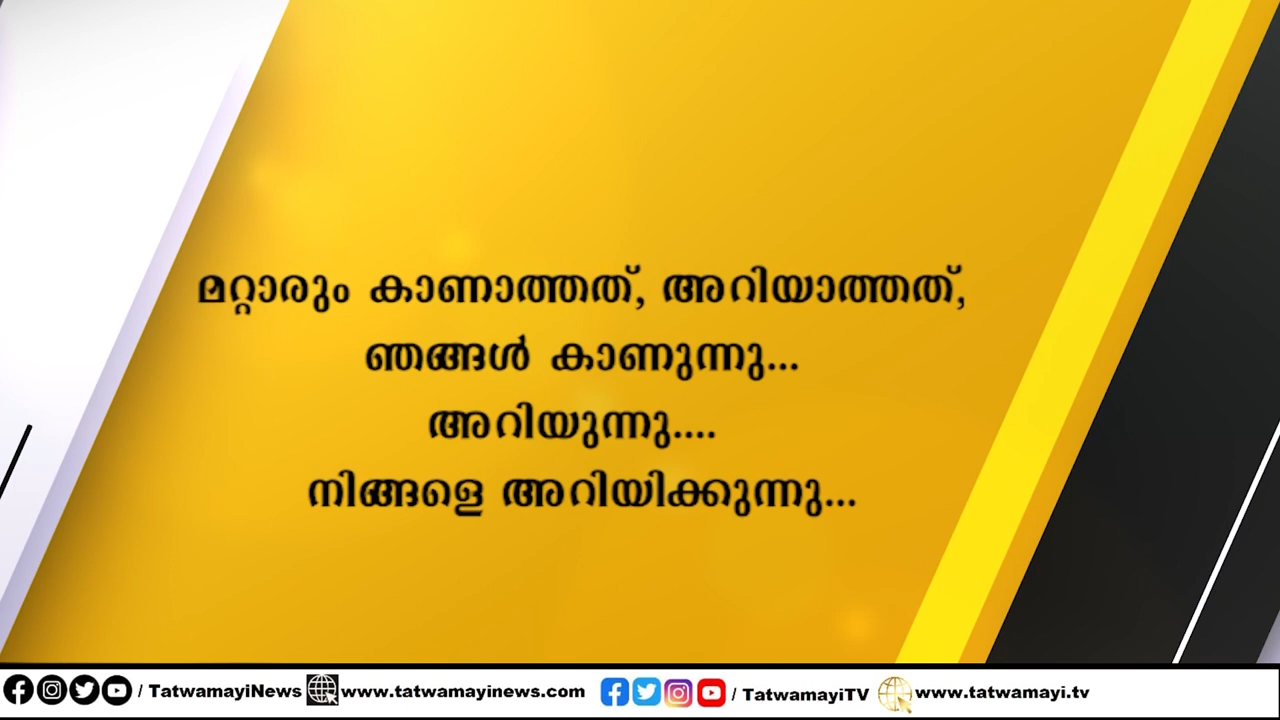 മറ്റാരും കാണാത്തത്, അറിയാത്തത്,
ഞങ്ങൾ കാണുന്നു...
അറിയുന്നു....
നിങ്ങളെ അറിയിക്കുന്നു...
/ TatwamayiNews www.tatwamayinews.com / TatwamayiTV www.tatwamayi.tv